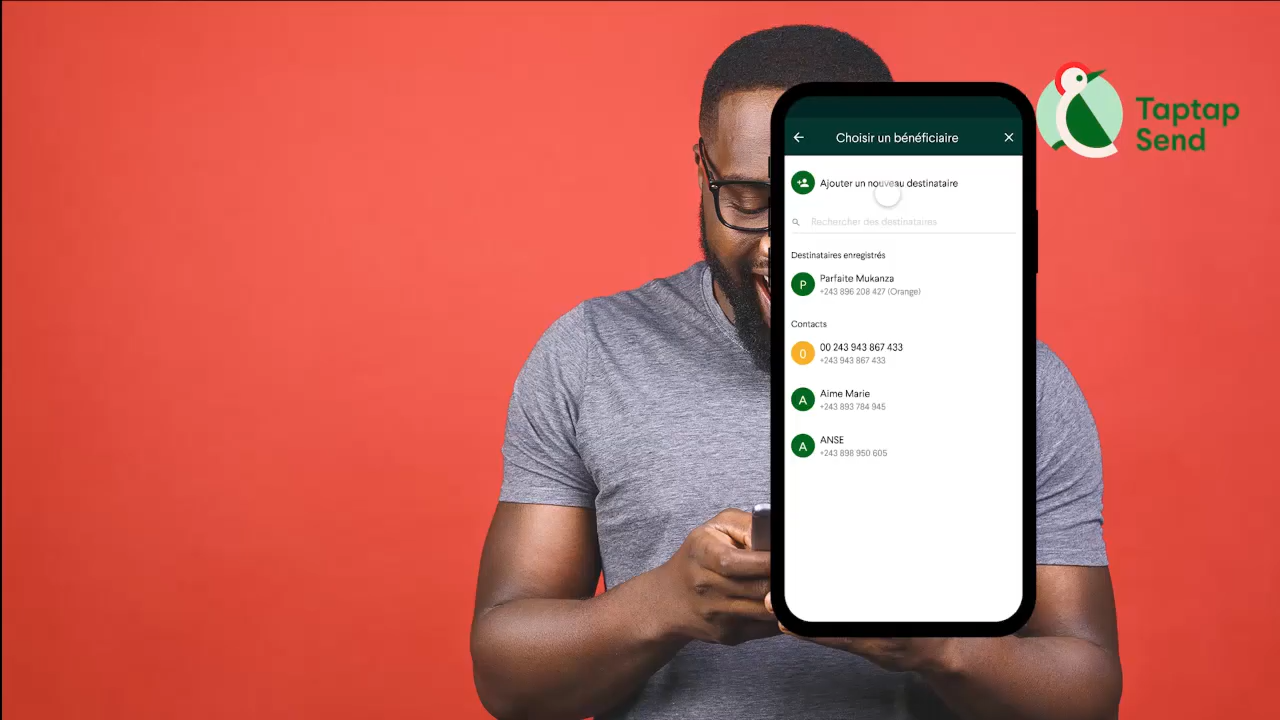 Taptap
Send
Choisir un bénéficiaire
Ajouter un nouveau destinataire
Rechercher des destinataires
Destinataires enregistrés
P
Parfaite Mukanza
+243 896 208 427 (Orange)
Contacts
0
00 243 943 867 433
+243 943 867 433
A
Aime Marie
+243 893 784 945
A
ANSE
+243 898 950 605